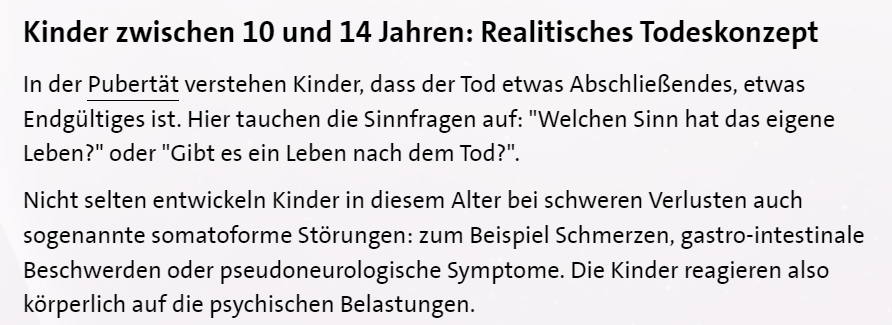 Kinder zwischen 10 und 14 Jahren: Realitisches Todeskonzept
In der Pubertät verstehen Kinder, dass der Tod etwas Abschließendes, etwas
Endgültiges ist. Hier tauchen die Sinnfragen auf: "Welchen Sinn hat das eigene
Leben?" oder "Gibt es ein Leben nach dem Tod?".
Nicht selten entwickeln Kinder in diesem Alter bei schweren Verlusten auch
sogenannte somatoforme Störungen: zum Beispiel Schmerzen, gastro-intestinale
Beschwerden oder pseudoneurologische Symptome. Die Kinder reagieren also
körperlich auf die psychischen Belastungen.